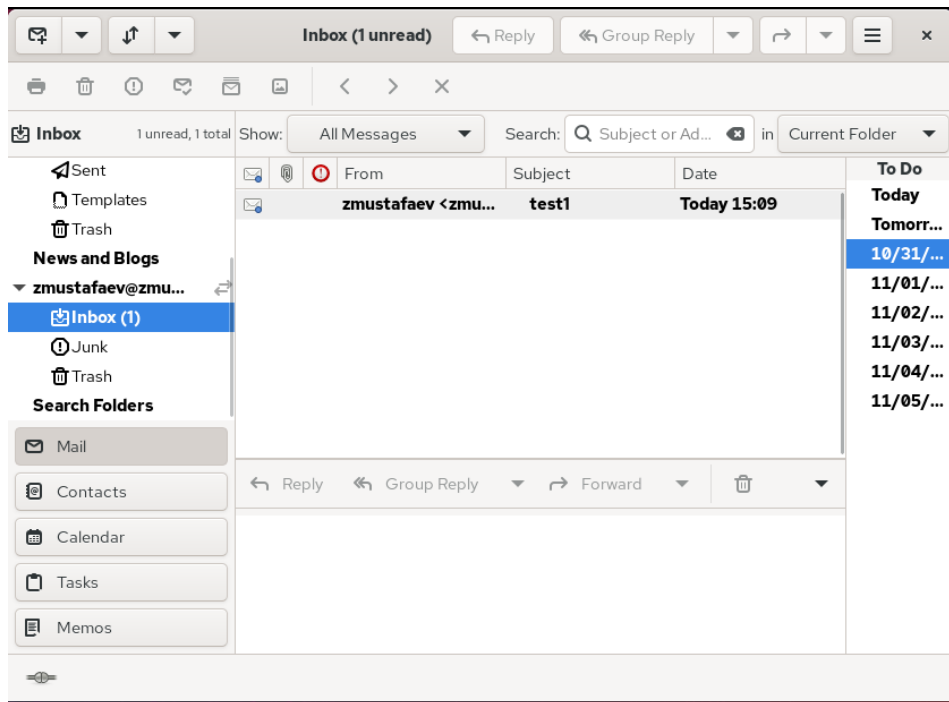 Inbox (1 unread) Reply Group Reply
Inbox 1 unread, 1 total Show: All Messages Search: Subject or Ad... in Current Folder
Sent
Templates
Trash
News and Blogs
zmustafaev@zmu...
Inbox (1)
Junk
Trash
Search Folders
Mail
Contacts
Calendar
Tasks
Memos
From Subject Date
zmustafaev <zmu... test1 Today 15:09
Reply Group Reply Forward
To Do
Today
Tomorr...
10/31/...
11/01/...
11/02/...
11/03/...
11/04/...
11/05/...